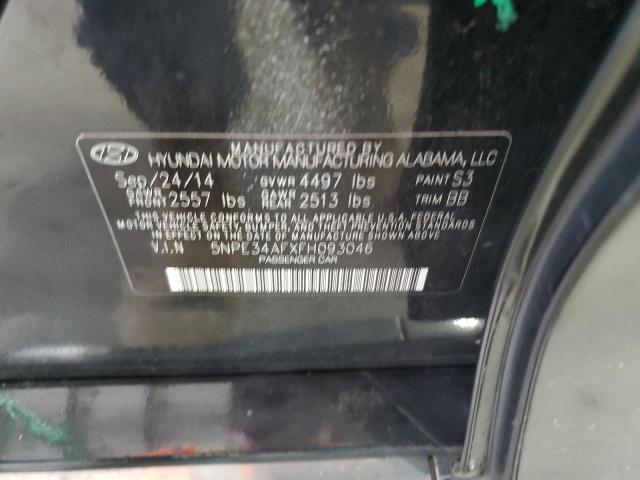 MANUFACTURED BY
HYUNDAI MOTOR MANUFACTURING ALABAMA, LLC
Sep/24/14 GVWR 4497 lbs PAINT S3
GAWR FRONT 2557 lbs GAWR REAR 2513 lbs TRIM BB
THIS VEHICLE CONFORMS TO ALL APPLICABLE U.S.A. FEDERAL
MOTOR VEHICLE SAFETY, BUMPER, AND THEFT PREVENTION STANDARDS
IN EFFECT ON THE DATE OF MANUFACTURE SHOWN ABOVE.
V.I.N 5NPE34AFXFH093046
PASSENGER CAR